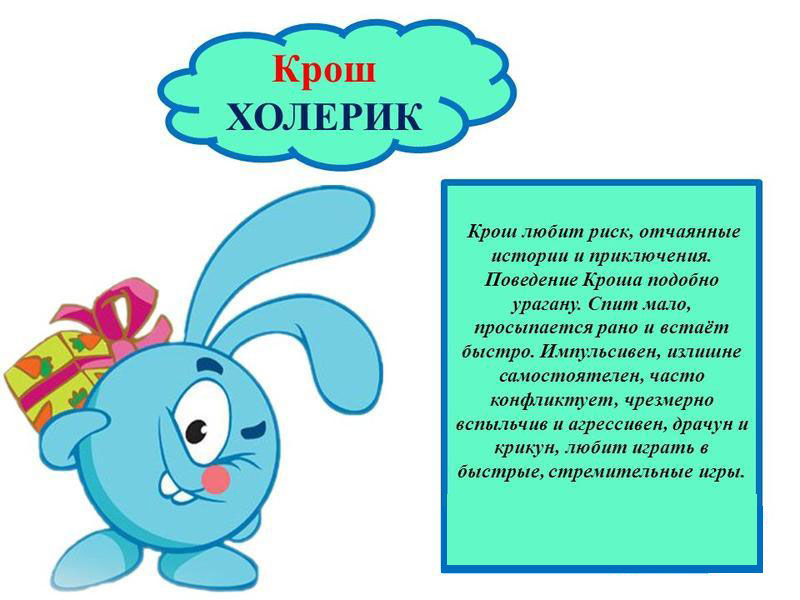 Крош
ХОЛЕРИК
Крош любит риск, отчаянные
истории и приключения.
Поведение Кроша подобно
урагану. Спит мало,
просыпается рано и встаёт
быстро. Импульсивен, излишне
самостоятелен, часто
конфликтует, чрезмерно
вспыльчив и агрессивен, драчун и
крикун, любит играть в
быстрые, стремительные игры.